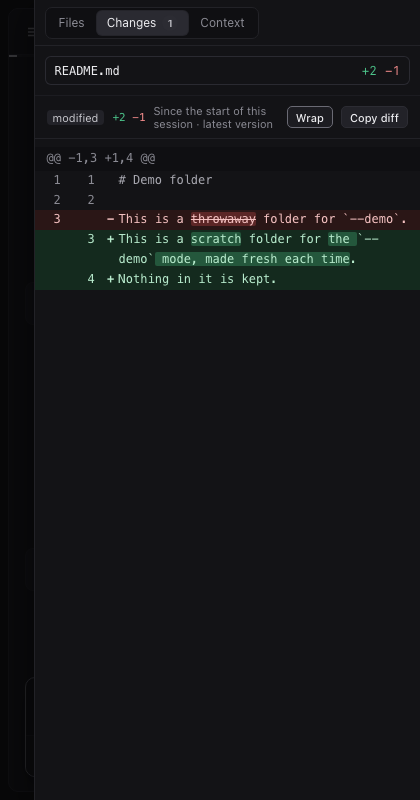 Files Changes 1 Context
README.md +2 −1
modified +2 −1 Since the start of this session · latest version Wrap Copy diff
@@ −1,3 +1,4 @@
1 1 # Demo folder
2 2
3 −This is a throwaway folder for `--demo`.
3 +This is a scratch folder for the `--
demo` mode, made fresh each time.
4 +Nothing in it is kept.